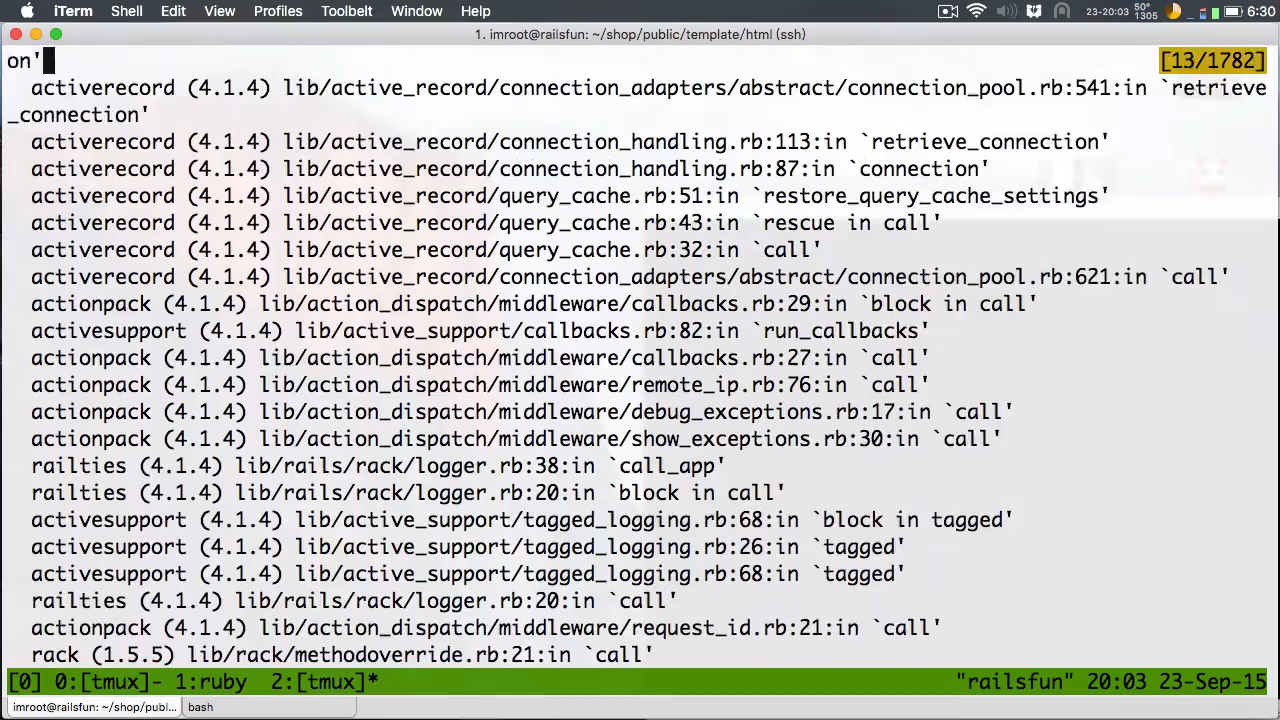 iTerm Shell Edit View Profiles Toolbelt Window Help 23-20:03 50° 1305 6:30
1. imroot@railsfun: ~/shop/public/template/html (ssh)
on' [13/1782]
activerecord (4.1.4) lib/active_record/connection_adapters/abstract/connection_pool.rb:541:in `retrieve
_connection'
activerecord (4.1.4) lib/active_record/connection_handling.rb:113:in `retrieve_connection'
activerecord (4.1.4) lib/active_record/connection_handling.rb:87:in `connection'
activerecord (4.1.4) lib/active_record/query_cache.rb:51:in `restore_query_cache_settings'
activerecord (4.1.4) lib/active_record/query_cache.rb:43:in `rescue in call'
activerecord (4.1.4) lib/active_record/query_cache.rb:32:in `call'
activerecord (4.1.4) lib/active_record/connection_adapters/abstract/connection_pool.rb:621:in `call'
actionpack (4.1.4) lib/action_dispatch/middleware/callbacks.rb:29:in `block in call'
activesupport (4.1.4) lib/active_support/callbacks.rb:82:in `run_callbacks'
actionpack (4.1.4) lib/action_dispatch/middleware/callbacks.rb:27:in `call'
actionpack (4.1.4) lib/action_dispatch/middleware/remote_ip.rb:76:in `call'
actionpack (4.1.4) lib/action_dispatch/middleware/debug_exceptions.rb:17:in `call'
actionpack (4.1.4) lib/action_dispatch/middleware/show_exceptions.rb:30:in `call'
railties (4.1.4) lib/rails/rack/logger.rb:38:in `call_app'
railties (4.1.4) lib/rails/rack/logger.rb:20:in `block in call'
activesupport (4.1.4) lib/active_support/tagged_logging.rb:68:in `block in tagged'
activesupport (4.1.4) lib/active_support/tagged_logging.rb:26:in `tagged'
activesupport (4.1.4) lib/active_support/tagged_logging.rb:68:in `tagged'
railties (4.1.4) lib/rails/rack/logger.rb:20:in `call'
actionpack (4.1.4) lib/action_dispatch/middleware/request_id.rb:21:in `call'
rack (1.5.5) lib/rack/methodoverride.rb:21:in `call'
[0] 0:[tmux]- 1:ruby 2:[tmux]* "railsfun" 20:03 23-Sep-15
imroot@railsfun: ~/shop/publ... bash